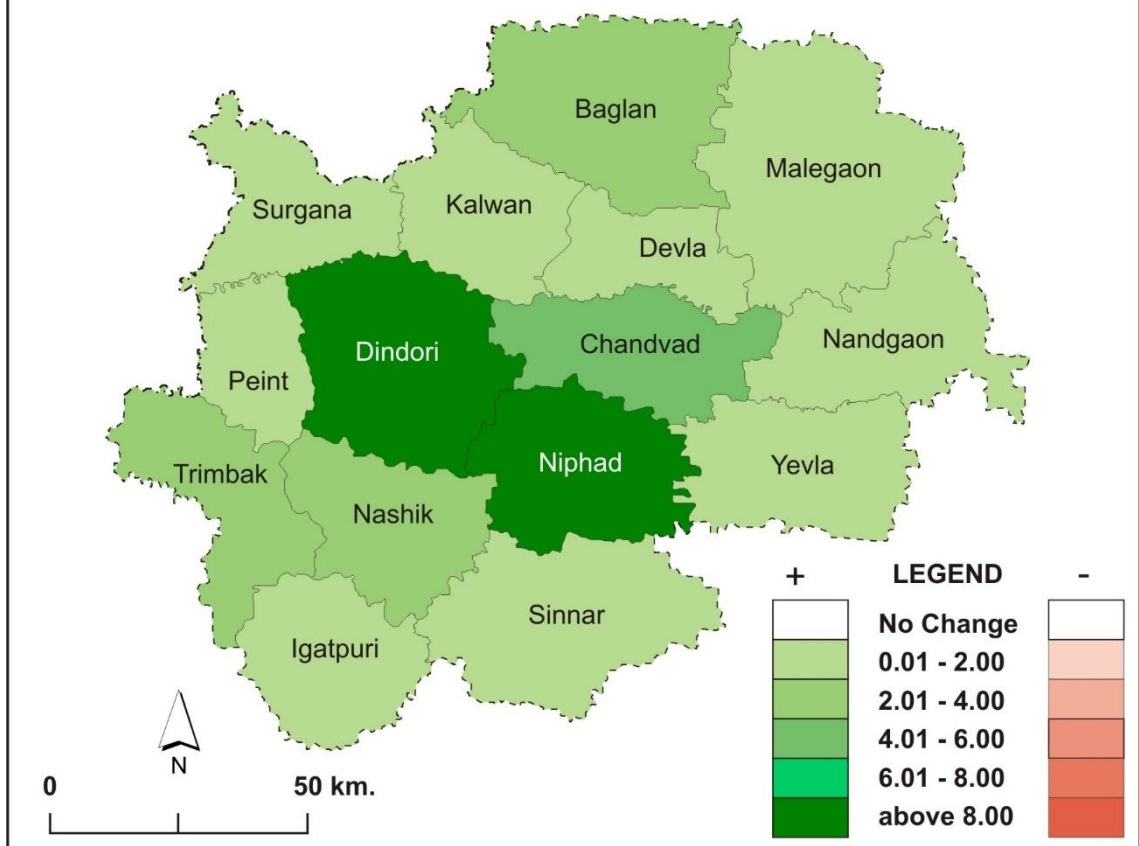 Baglan
Malegaon
Surgana
Kalwan
Devla
Dindori
Chandvad
Nandgaon
Peint
Trimbak
Niphad
Yevla
Nashik
Sinnar
Igatpuri
+ LEGEND -
No Change
0.01 - 2.00
2.01 - 4.00
4.01 - 6.00
6.01 - 8.00
above 8.00
N
0 50 km.